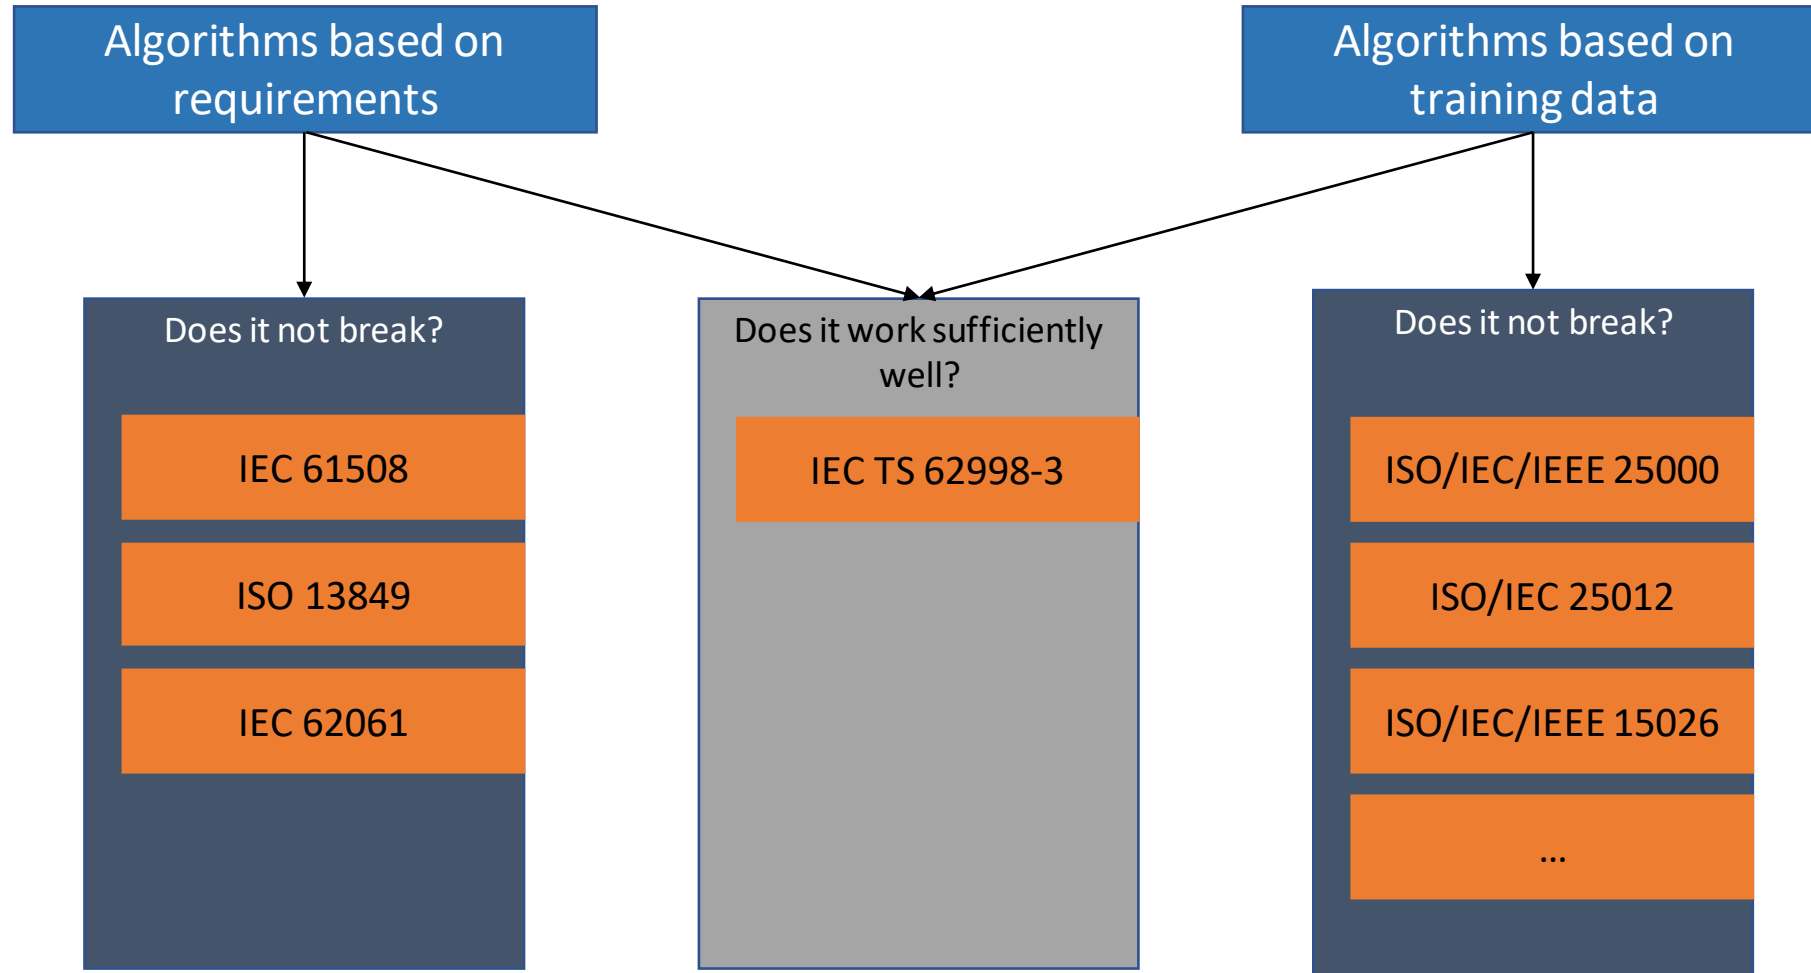 Algorithms based on
requirements
Algorithms based on
training data
Does it not break?
IEC 61508
ISO 13849
IEC 62061
Does it work sufficiently
well?
IEC TS 62998-3
Does it not break?
ISO/IEC/IEEE 25000
ISO/IEC 25012
ISO/IEC/IEEE 15026
...